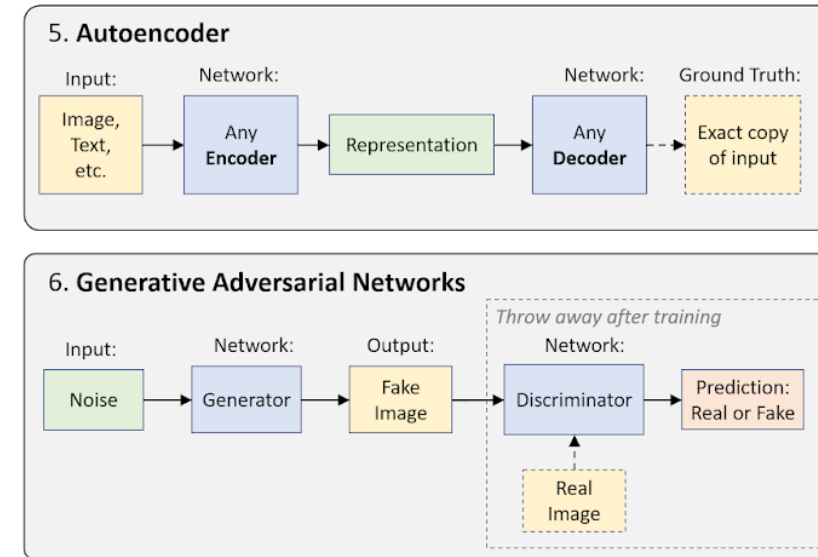 5. Autoencoder
Input:
Network:
Network:
Ground Truth:
Image,
Text,
etc.
Any
Encoder
Representation
Any
Decoder
Exact copy
of input
6. Generative Adversarial Networks
Throw away after training
Input:
Network:
Output:
Network:
Noise
Generator
Fake
Image
Discriminator
Prediction:
Real or Fake
Real
Image